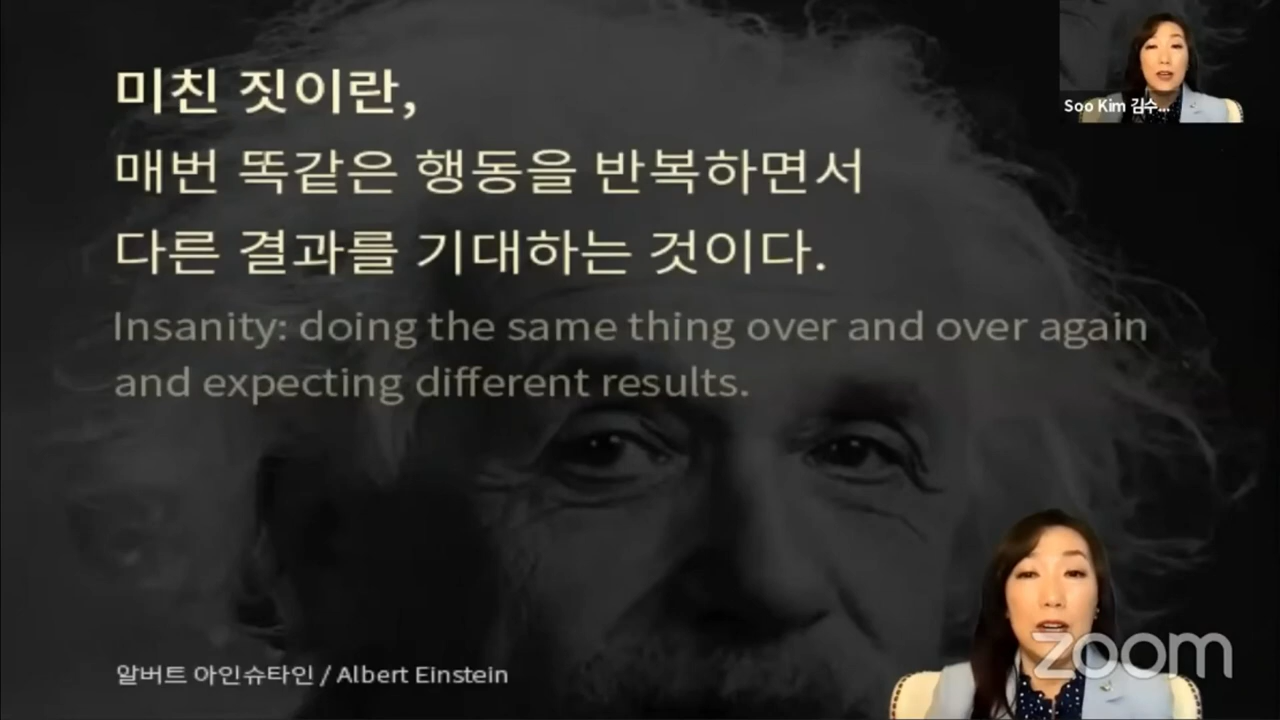 미친 짓이란,
매번 똑같은 행동을 반복하면서
다른 결과를 기대하는 것이다.
Insanity: doing the same thing over and over again
and expecting different results.
알버트 아인슈타인 / Albert Einstein
Soo Kim 김수...
zoom